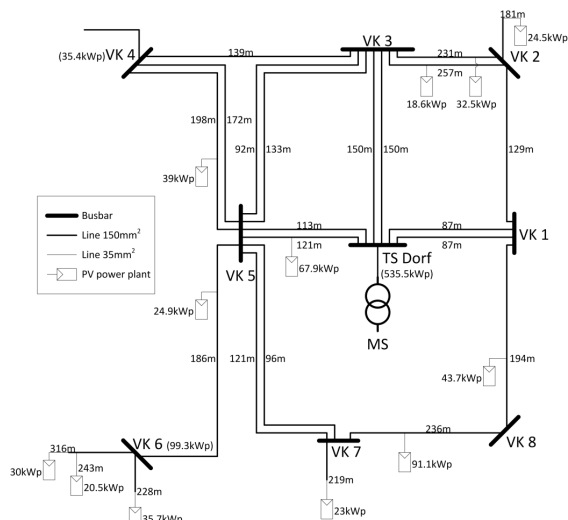 181m
24.5kWp
VK 2
VK 3
231m
257m
18.6kWp
32.5kWp
139m
(35.4kWp) VK 4
198m
172m
92m
133m
150m
150m
129m
39kWp
Busbar
Line 150mm²
Line 35mm²
PV power plant
113m
121m
87m
87m
VK 1
VK 5
67.9kWp
TS Dorf
(535.5kWp)
MS
24.9kWp
186m
121m
96m
43.7kWp
194m
VK 6 (99.3kWp)
316m
30kWp
243m
20.5kWp
228m
35.7kWp
VK 7
236m
VK 8
91.1kWp
219m
23kWp